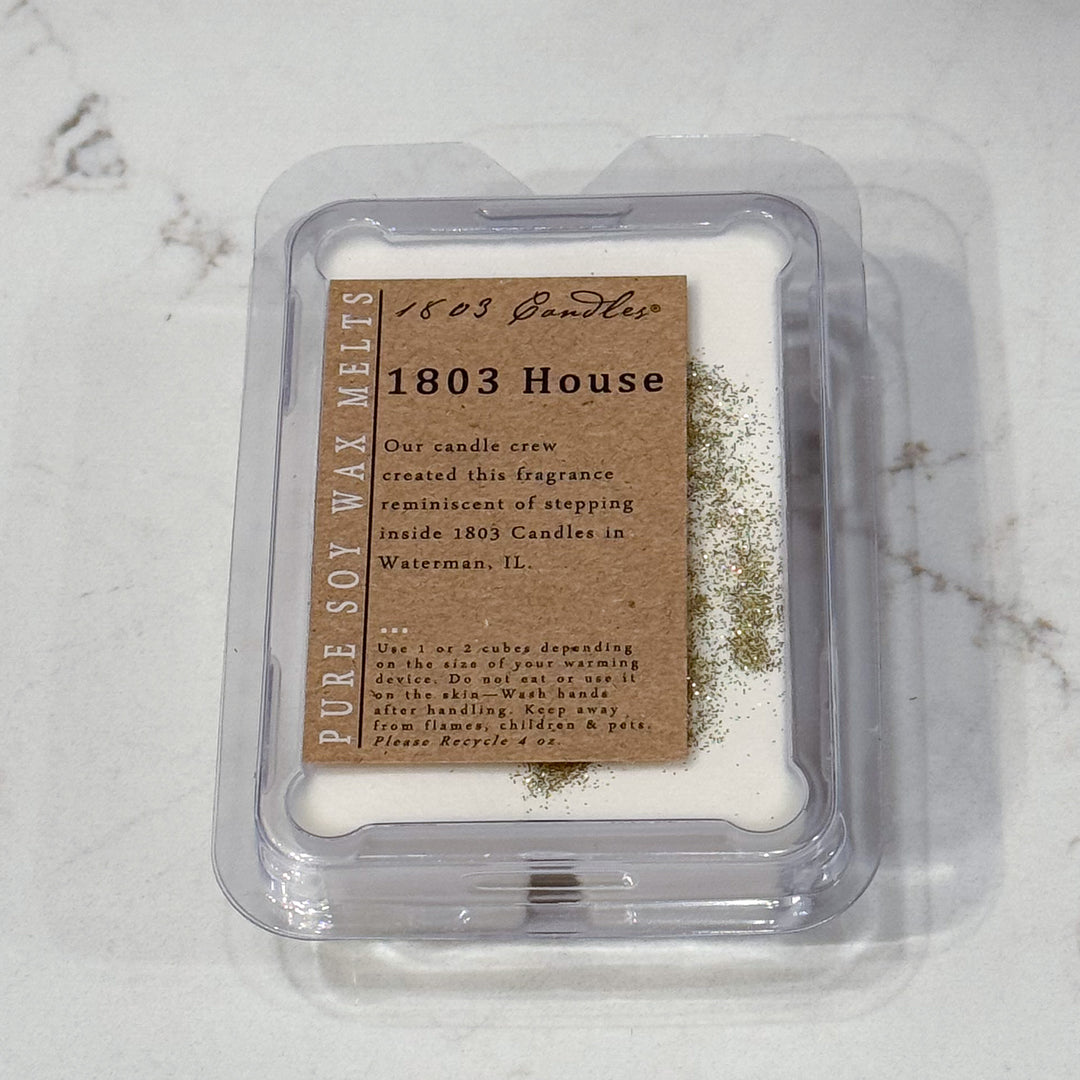 PURE SOY WAX MELTS
1803 Candles®
1803 House
Our candle crew
created this fragrance
reminiscent of stepping
inside 1803 Candles in
Waterman, IL.
Use 1 or 2 cubes depending
on the size of your warming
device. Do not eat or use it
on the skin—Wash hands
after handling. Keep away
from flames, children & pets.
Please Recycle 4 oz.